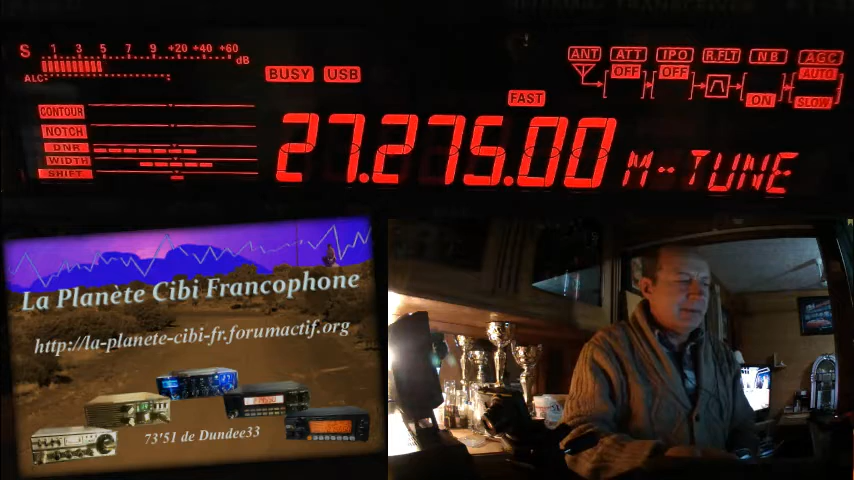 S 1 3 5 7 9 +20 +40 +60 dB
ALC
BUSY USB
ANT ATT IPO R.FLT NB AGC
OFF OFF AUTO
ON SLOW
FAST
CONTOUR
NOTCH
DNR
WIDTH
SHIFT
27.275.00 M-TUNE
La Planète Cibi Francophone
http://la-planete-cibi-fr.forumactif.org
73'51 de Dundee33